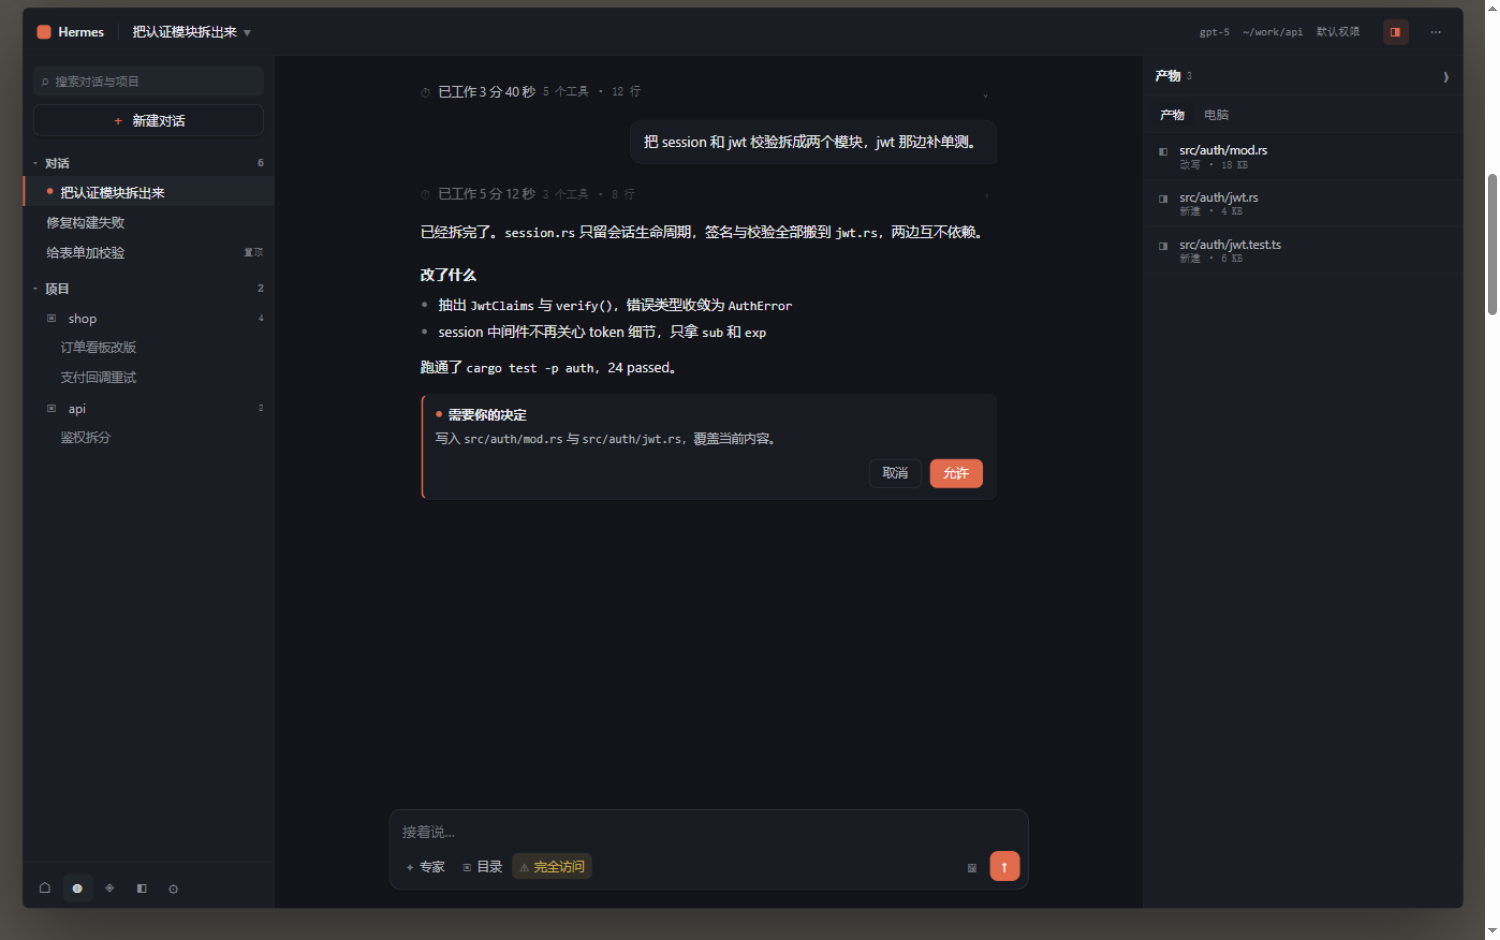 Hermes 把认证模块拆出来
gpt-5 ~/work/api 默认权限
搜索对话与项目
+ 新建对话
对话 6
把认证模块拆出来
修复构建失败
给表单加校验 置顶
项目 2
shop 4
订单看板改版
支付回调重试
api 2
鉴权拆分
已工作 3 分 40 秒 5 个工具 · 12 行
把 session 和 jwt 校验拆成两个模块，jwt 那边补单测。
已工作 5 分 12 秒 3 个工具 · 8 行
已经拆完了。session.rs 只留会话生命周期，签名与校验全部搬到 jwt.rs，两边互不依赖。
改了什么
• 抽出 JwtClaims 与 verify()，错误类型收敛为 AuthError
• session 中间件不再关心 token 细节，只拿 sub 和 exp
跑通了 cargo test -p auth，24 passed。
需要你的决定
写入 src/auth/mod.rs 与 src/auth/jwt.rs，覆盖当前内容。
取消 允许
接着说...
专家 目录 完全访问
产物 3
产物 电脑
src/auth/mod.rs
改写 · 18 KB
src/auth/jwt.rs
新建 · 4 KB
src/auth/jwt.test.ts
新建 · 6 KB